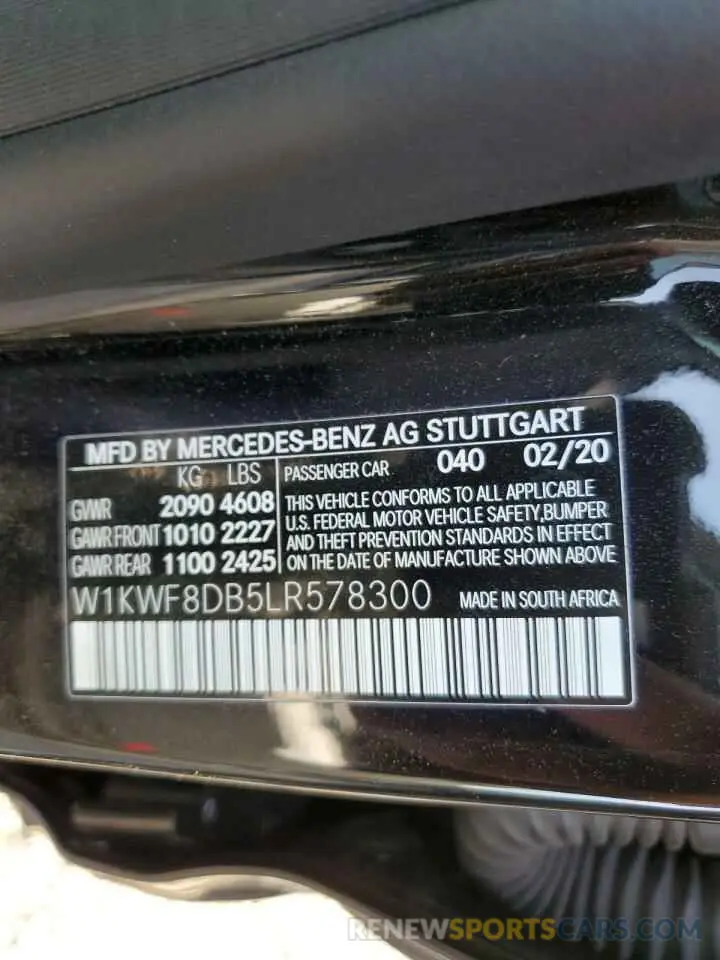 MFD BY MERCEDES-BENZ AG STUTTGART
KG LBS
GVWR 2090 4608
GAWR FRONT 1010 2227
GAWR REAR 1100 2425
PASSENGER CAR 040 02/20
THIS VEHICLE CONFORMS TO ALL APPLICABLE
U.S. FEDERAL MOTOR VEHICLE SAFETY, BUMPER
AND THEFT PREVENTION STANDARDS IN EFFECT
ON THE DATE OF MANUFACTURE SHOWN ABOVE
W1KWF8DB5LR578300 MADE IN SOUTH AFRICA
RENEWSPORTSCARS.COM